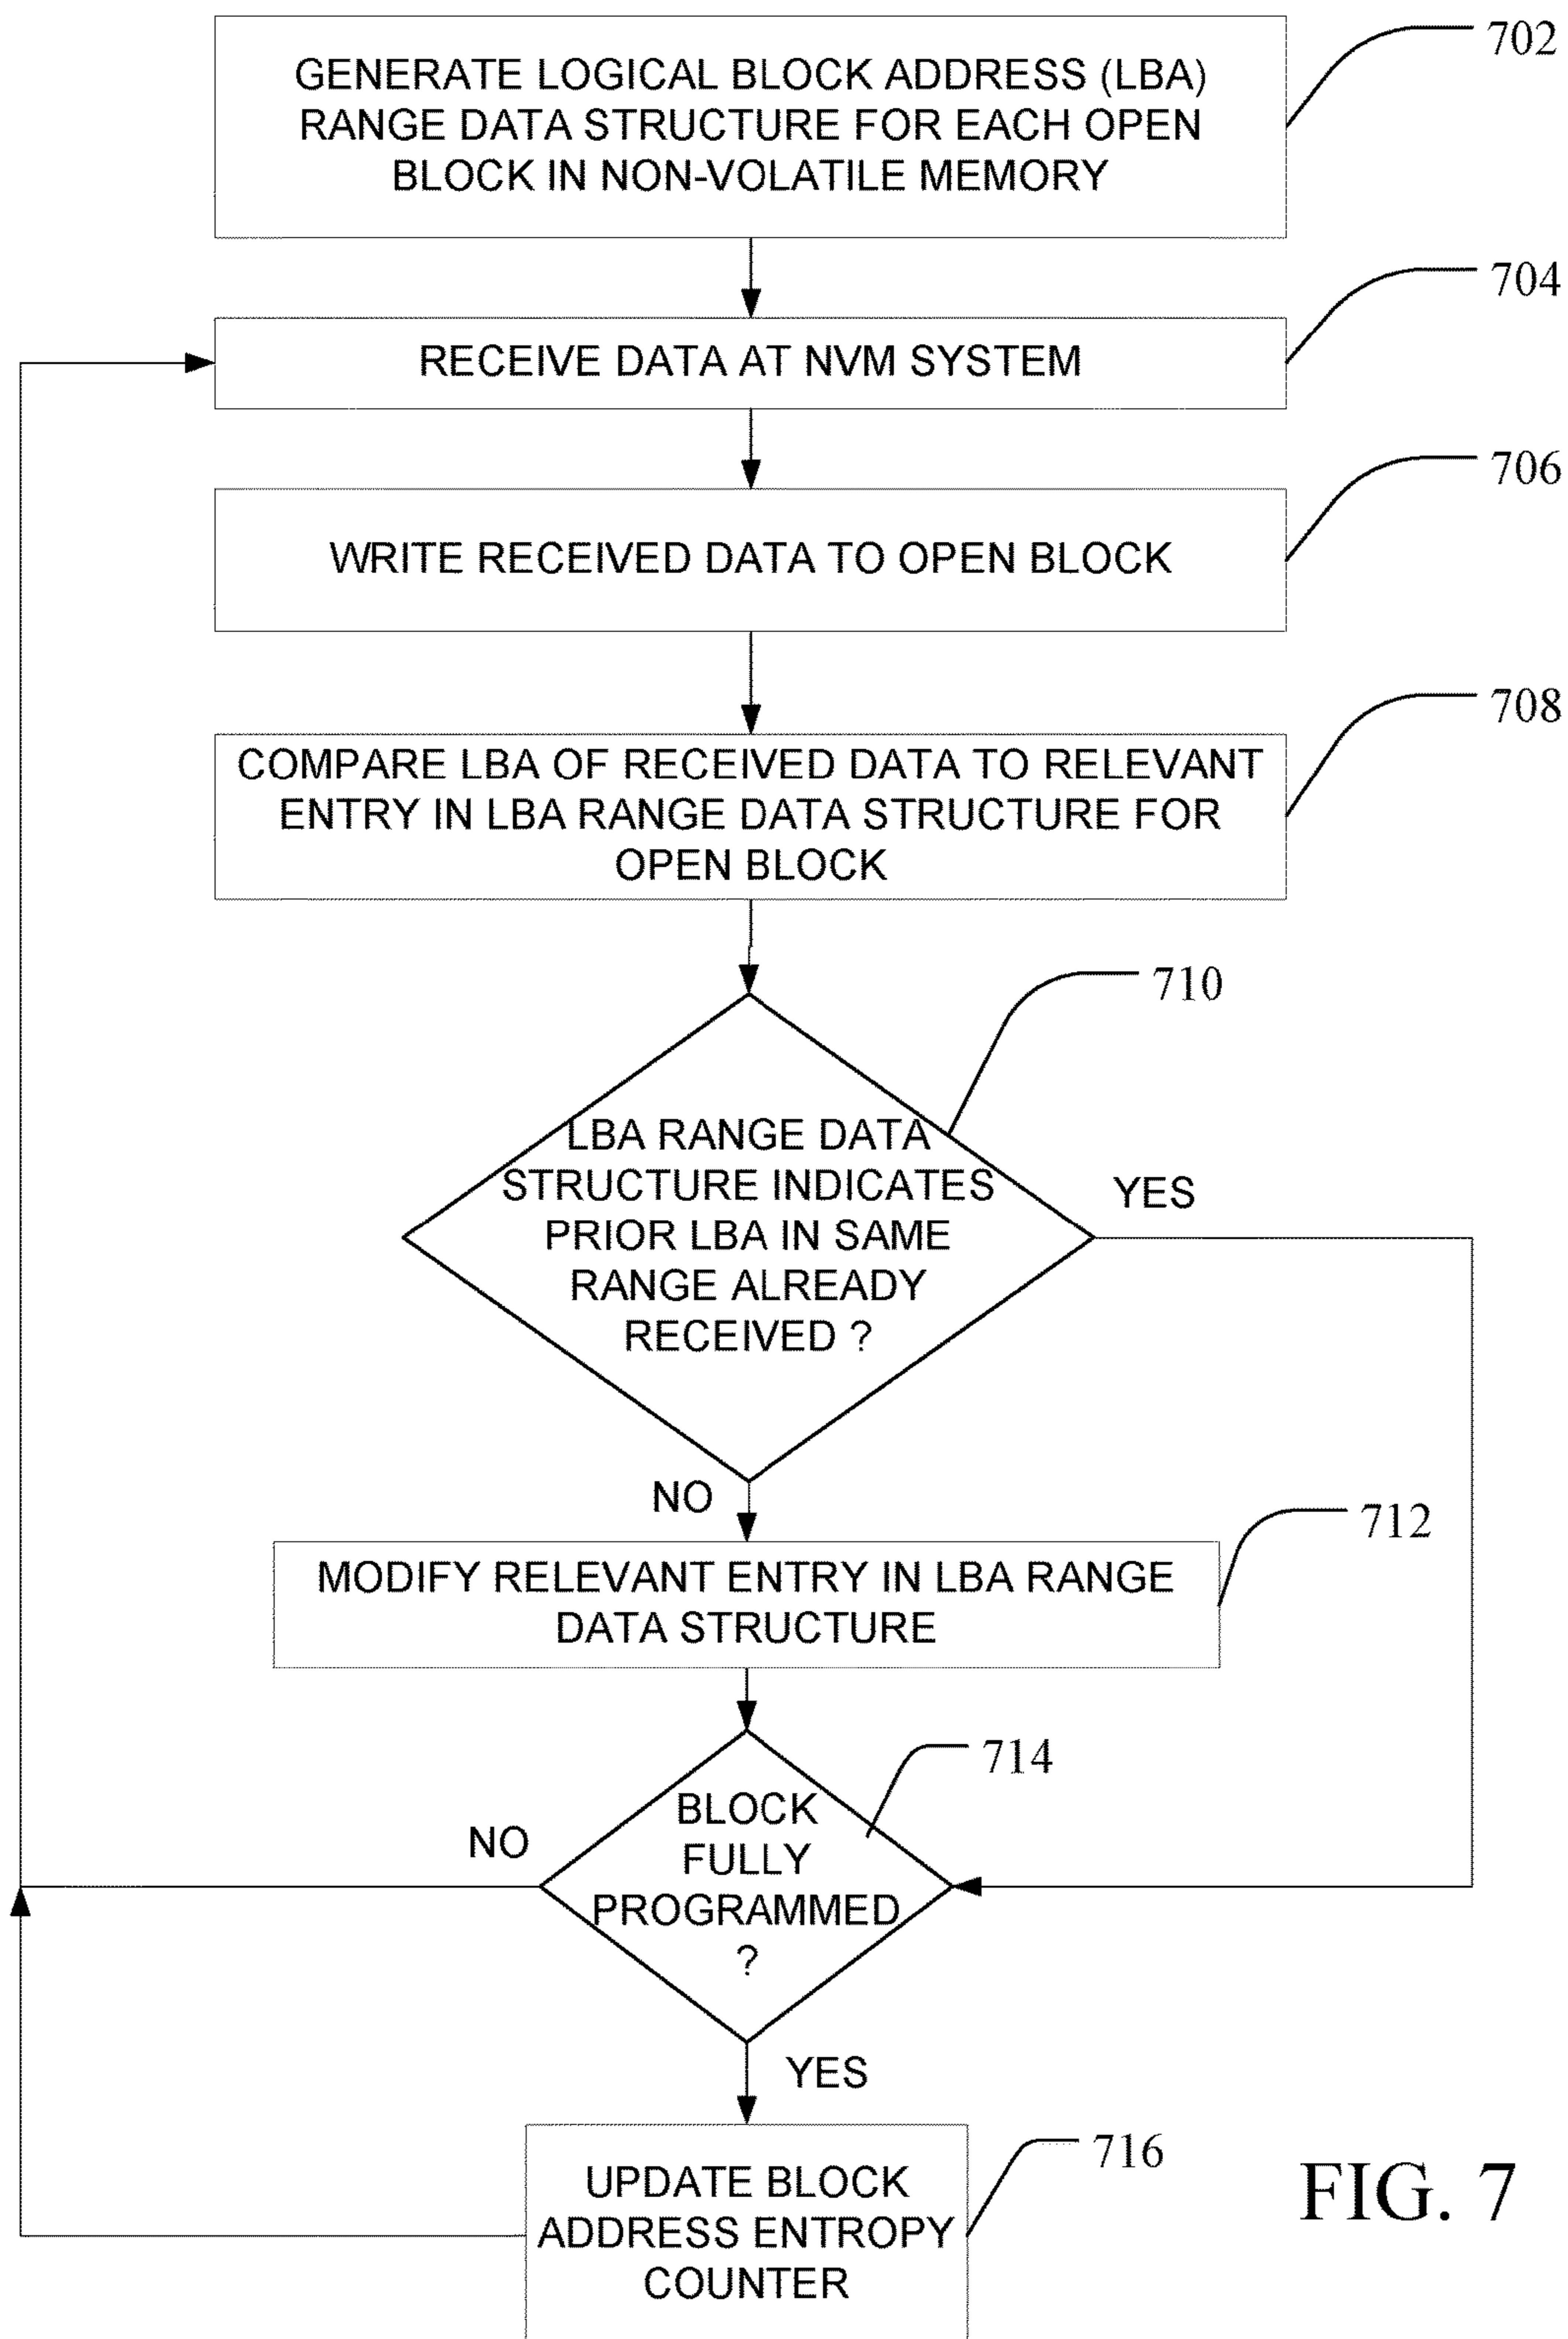 702
GENERATE LOGICAL BLOCK ADDRESS (LBA)
RANGE DATA STRUCTURE FOR EACH OPEN
BLOCK IN NON-VOLATILE MEMORY
704
RECEIVE DATA AT NVM SYSTEM
706
WRITE RECEIVED DATA TO OPEN BLOCK
708
COMPARE LBA OF RECEIVED DATA TO RELEVANT
ENTRY IN LBA RANGE DATA STRUCTURE FOR
OPEN BLOCK
710
LBA RANGE DATA
STRUCTURE INDICATES
PRIOR LBA IN SAME
RANGE ALREADY
RECEIVED ?
YES
NO
712
MODIFY RELEVANT ENTRY IN LBA RANGE
DATA STRUCTURE
714
BLOCK
FULLY
PROGRAMMED
?
NO
YES
716
UPDATE BLOCK
ADDRESS ENTROPY
COUNTER
FIG. 7